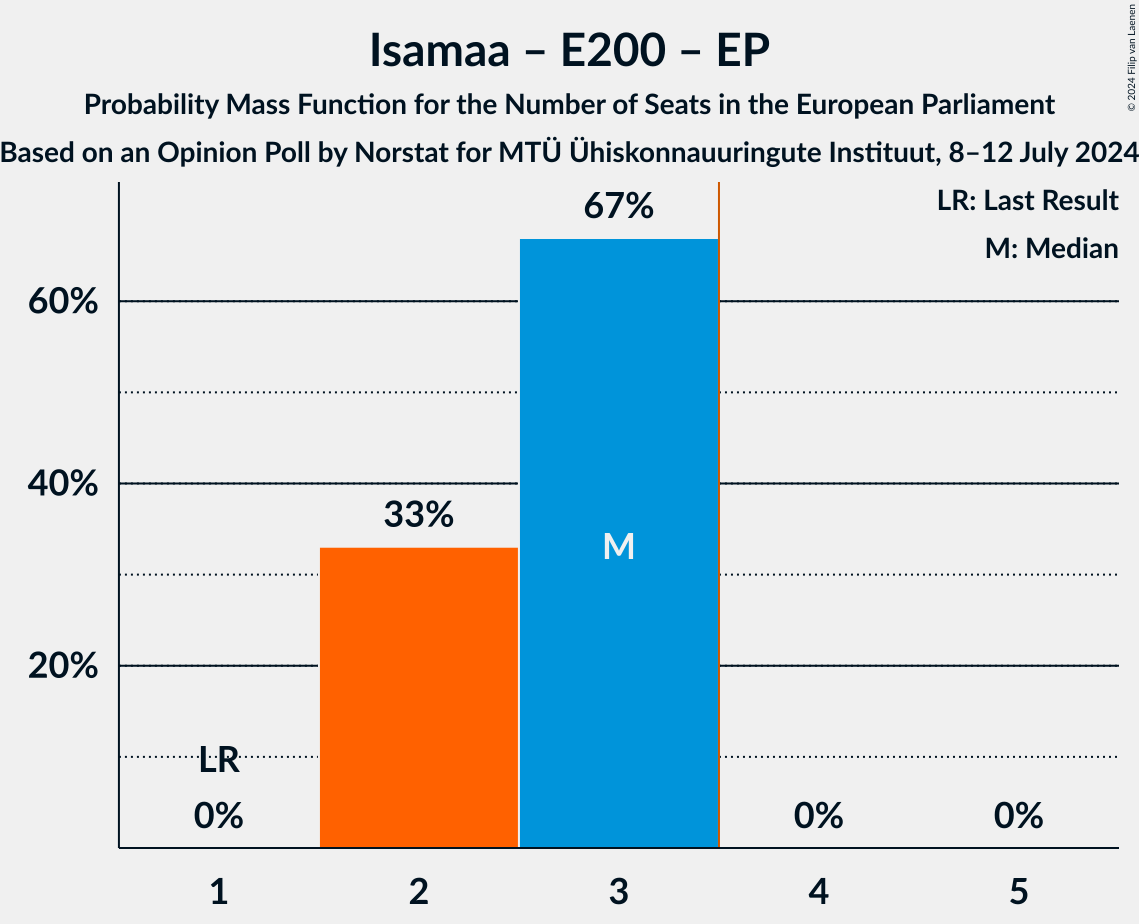 Isamaa – E200 – EP
Probability Mass Function for the Number of Seats in the European Parliament
Based on an Opinion Poll by Norstat for MTÜ Ühiskonnauuringute Instituut, 8–12 July 2024
© 2024 Filip van Laenen
LR: Last Result
M: Median
67%
60%
40%
33%
M
20%
LR
0%
0%
0%
1
2
3
4
5